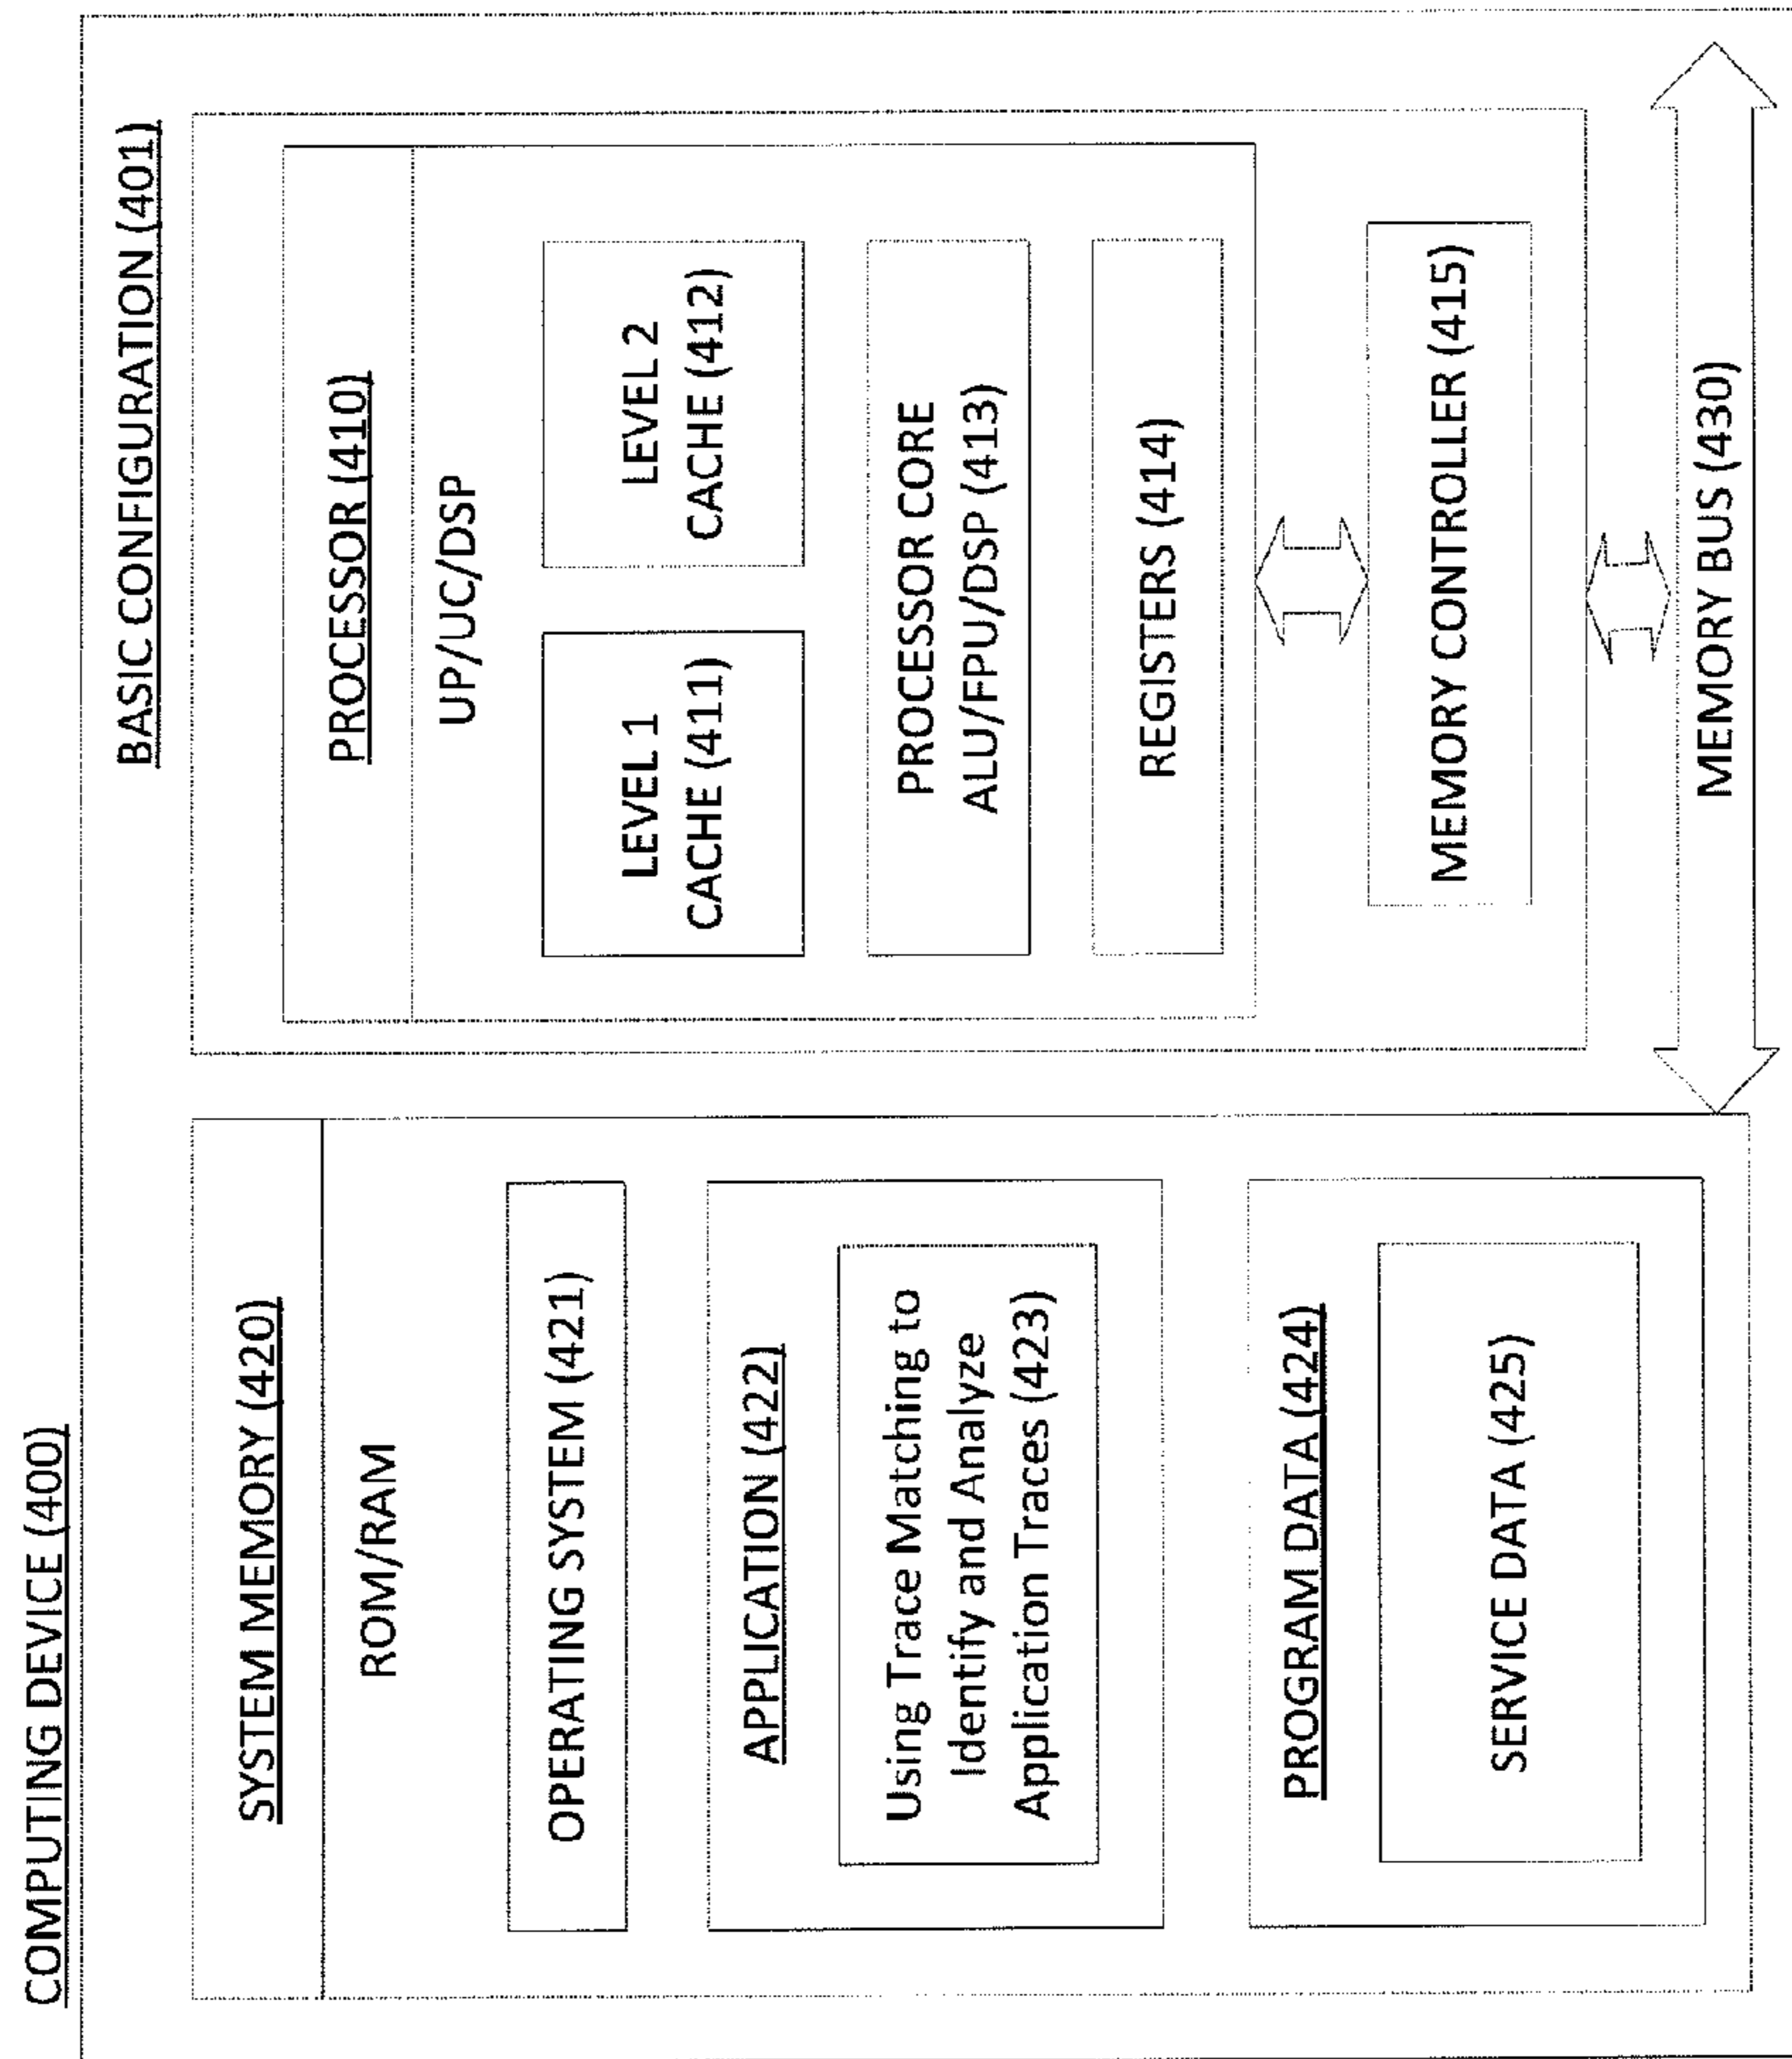 COMPUTING DEVICE (400)
SYSTEM MEMORY (420)
ROM/RAM
OPERATING SYSTEM (421)
APPLICATION (422)
Using Trace Matching to
Identify and Analyze
Application Traces (423)
PROGRAM DATA (424)
SERVICE DATA (425)
BASIC CONFIGURATION (401)
PROCESSOR (410)
UP/UC/DSP
LEVEL 1
CACHE (411)
LEVEL 2
CACHE (412)
PROCESSOR CORE
ALU/FPU/DSP (413)
REGISTERS (414)
MEMORY CONTROLLER (415)
MEMORY BUS (430)